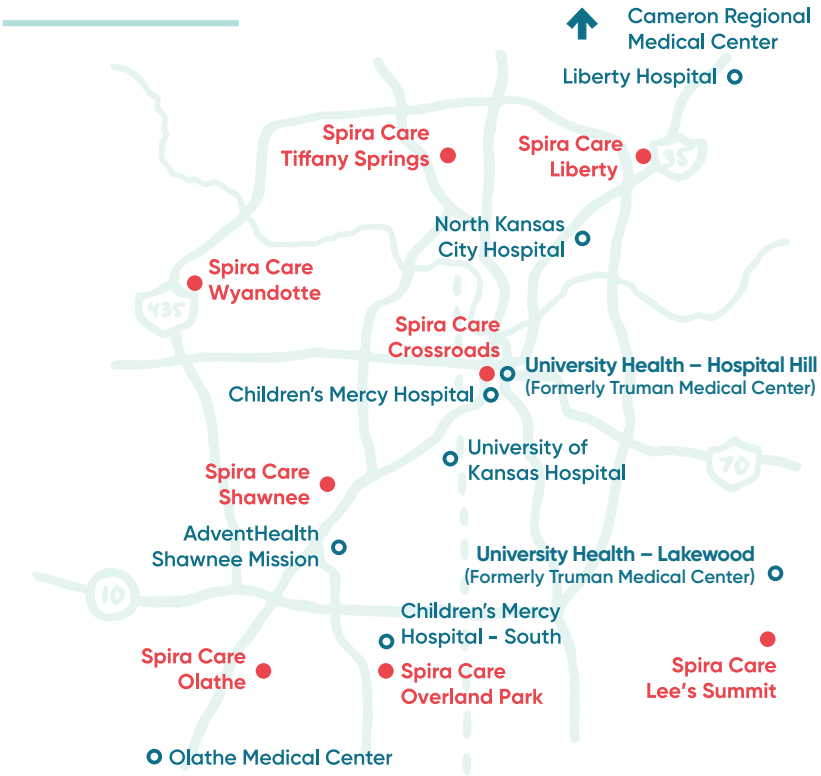 Cameron Regional
Medical Center
Liberty Hospital
Spira Care
Tiffany Springs
Spira Care
Liberty
35
North Kansas
City Hospital
Spira Care
Wyandotte
435
Spira Care
Crossroads
University Health – Hospital Hill
(Formerly Truman Medical Center)
Children's Mercy Hospital
University of
Kansas Hospital
70
Spira Care
Shawnee
AdventHealth
Shawnee Mission
University Health – Lakewood
(Formerly Truman Medical Center)
10
Children's Mercy
Hospital - South
Spira Care
Olathe
Spira Care
Overland Park
Spira Care
Lee's Summit
Olathe Medical Center